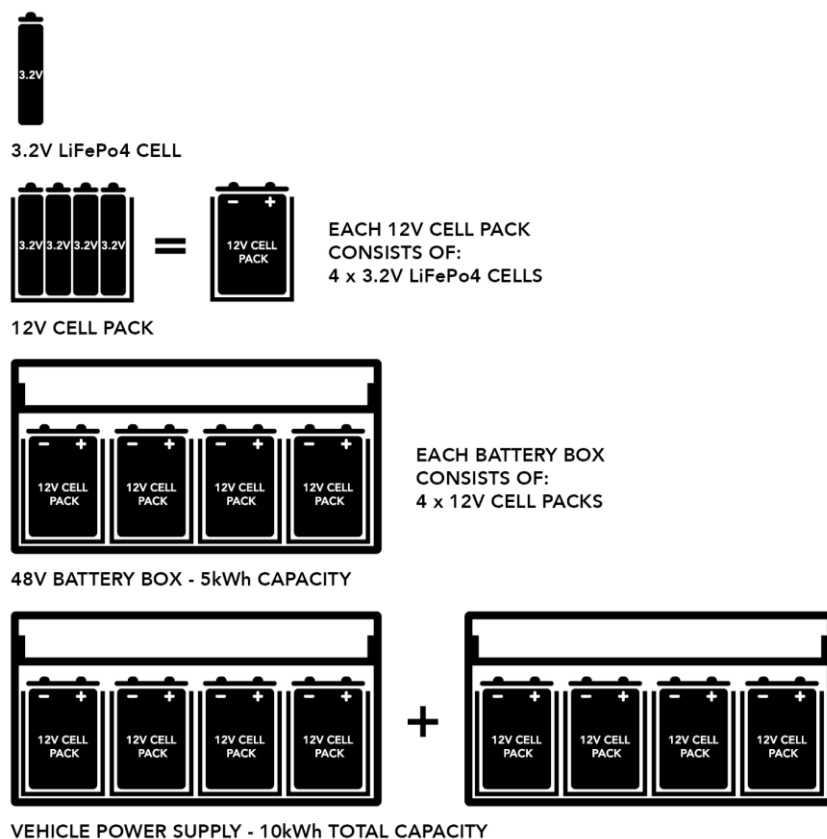 3.2V
3.2V LiFePo4 CELL
3.2V 3.2V 3.2V 3.2V
=
- +
12V CELL
PACK
EACH 12V CELL PACK
CONSISTS OF:
4 x 3.2V LiFePo4 CELLS
12V CELL PACK
- + - + - + - +
12V CELL 12V CELL 12V CELL 12V CELL
PACK PACK PACK PACK
EACH BATTERY BOX
CONSISTS OF:
4 x 12V CELL PACKS
48V BATTERY BOX - 5kWh CAPACITY
- + - + - + - +
12V CELL 12V CELL 12V CELL 12V CELL
PACK PACK PACK PACK
+
- + - + - + - +
12V CELL 12V CELL 12V CELL 12V CELL
PACK PACK PACK PACK
VEHICLE POWER SUPPLY - 10kWh TOTAL CAPACITY